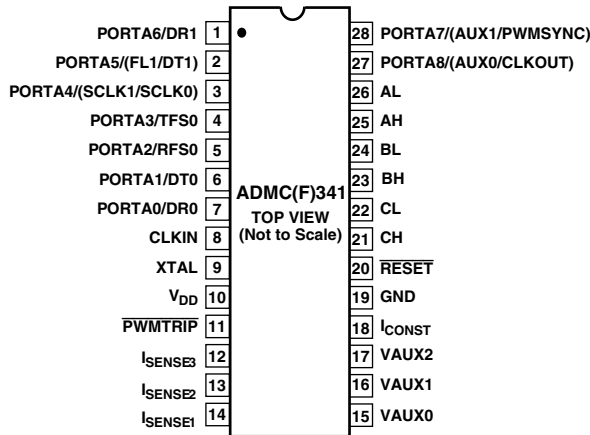 PORTA6/DR1 1
PORTA5/(FL1/DT1) 2
PORTA4/(SCLK1/SCLK0) 3
PORTA3/TFS0 4
PORTA2/RFS0 5
PORTA1/DT0 6
PORTA0/DR0 7
CLKIN 8
XTAL 9
VDD 10
PWMTRIP 11
ISENSE3 12
ISENSE2 13
ISENSE1 14
ADMC(F)341
TOP VIEW
(Not to Scale)
28 PORTA7/(AUX1/PWMSYNC)
27 PORTA8/(AUX0/CLKOUT)
26 AL
25 AH
24 BL
23 BH
22 CL
21 CH
20 RESET
19 GND
18 ICONST
17 VAUX2
16 VAUX1
15 VAUX0